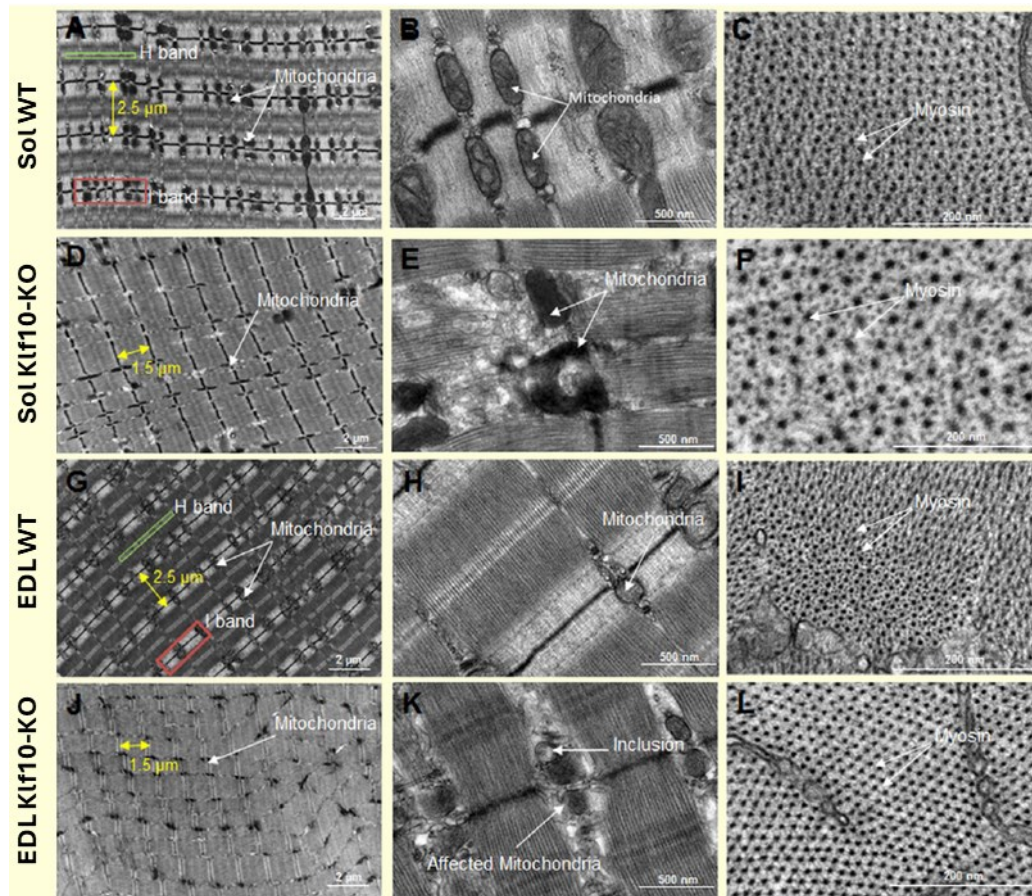 Sol WT
A
H band
Mitochondria
2.5 µm
I band
2 µm
B
Mitochondria
500 nm
C
Myosin
200 nm
Sol Klf10-KO
D
Mitochondria
1.5 µm
2 µm
E
Mitochondria
500 nm
F
Myosin
200 nm
EDL WT
G
H band
Mitochondria
2.5 µm
I band
2 µm
H
Mitochondria
500 nm
I
Myosin
200 nm
EDL Klf10-KO
J
Mitochondria
1.5 µm
2 µm
K
Inclusion
Affected Mitochondria
500 nm
L
Myosin
200 nm